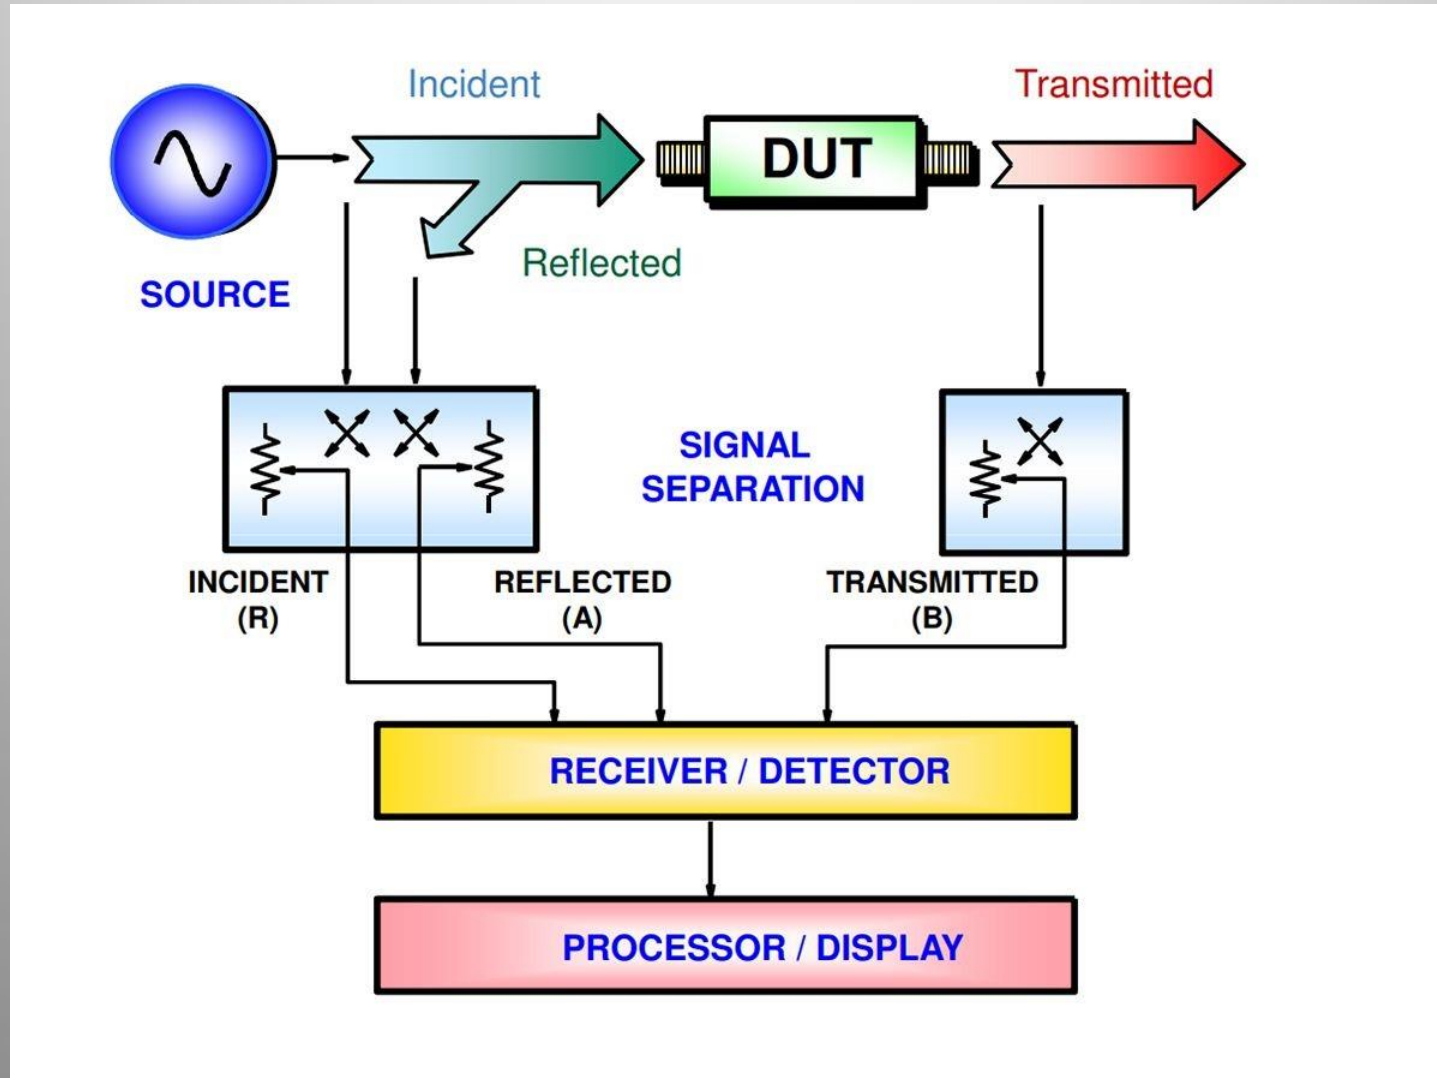 Incident
Transmitted
DUT
Reflected
SOURCE
SIGNAL
SEPARATION
INCIDENT
(R)
REFLECTED
(A)
TRANSMITTED
(B)
RECEIVER / DETECTOR
PROCESSOR / DISPLAY